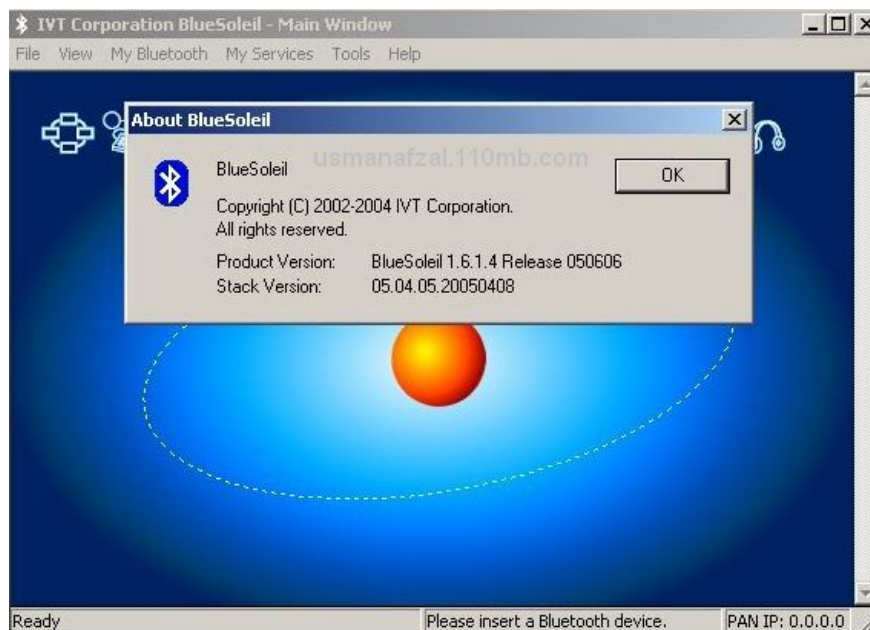 IVT Corporation BlueSoleil - Main Window
File View My Bluetooth My Services Tools Help
About BlueSoleil
usmanafzal.110mb.com
BlueSoleil
OK
Copyright (C) 2002-2004 IVT Corporation.
All rights reserved.
Product Version: BlueSoleil 1.6.1.4 Release 050606
Stack Version: 05.04.05.20050408
Ready Please insert a Bluetooth device. PAN IP: 0.0.0.0